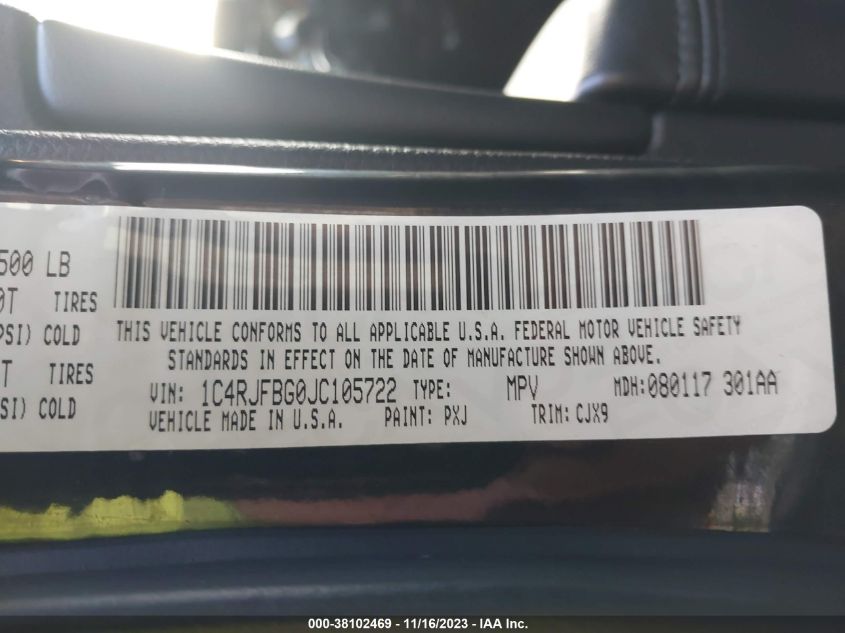 500 LB
0T TIRES
PSI) COLD
T TIRES
SI) COLD
THIS VEHICLE CONFORMS TO ALL APPLICABLE U.S.A. FEDERAL MOTOR VEHICLE SAFETY
STANDARDS IN EFFECT ON THE DATE OF MANUFACTURE SHOWN ABOVE.
VIN: 1C4RJFBG0JC105722 TYPE: MPV MDH:080117 301AA
VEHICLE MADE IN U.S.A. PAINT: PXJ TRIM: CJX9
000-38102469 - 11/16/2023 - IAA Inc.